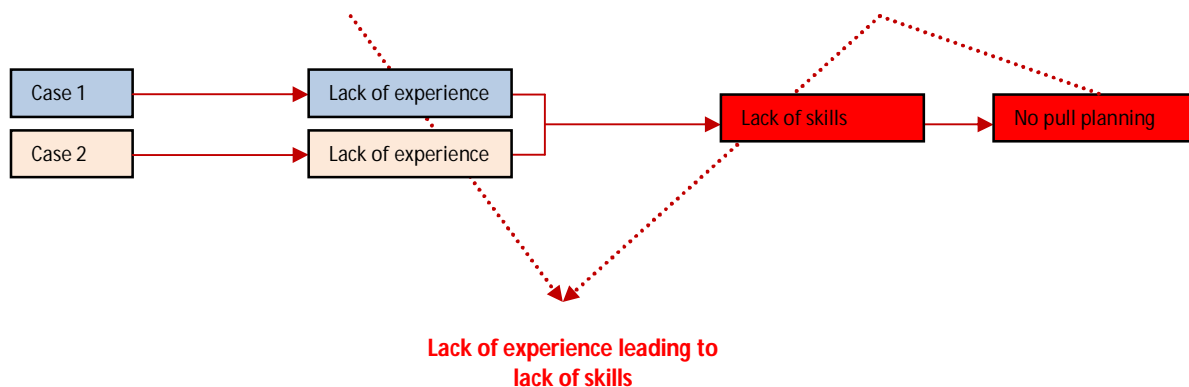 Case 1
Lack of experience
Case 2
Lack of experience
Lack of skills
No pull planning
Lack of experience leading to
lack of skills